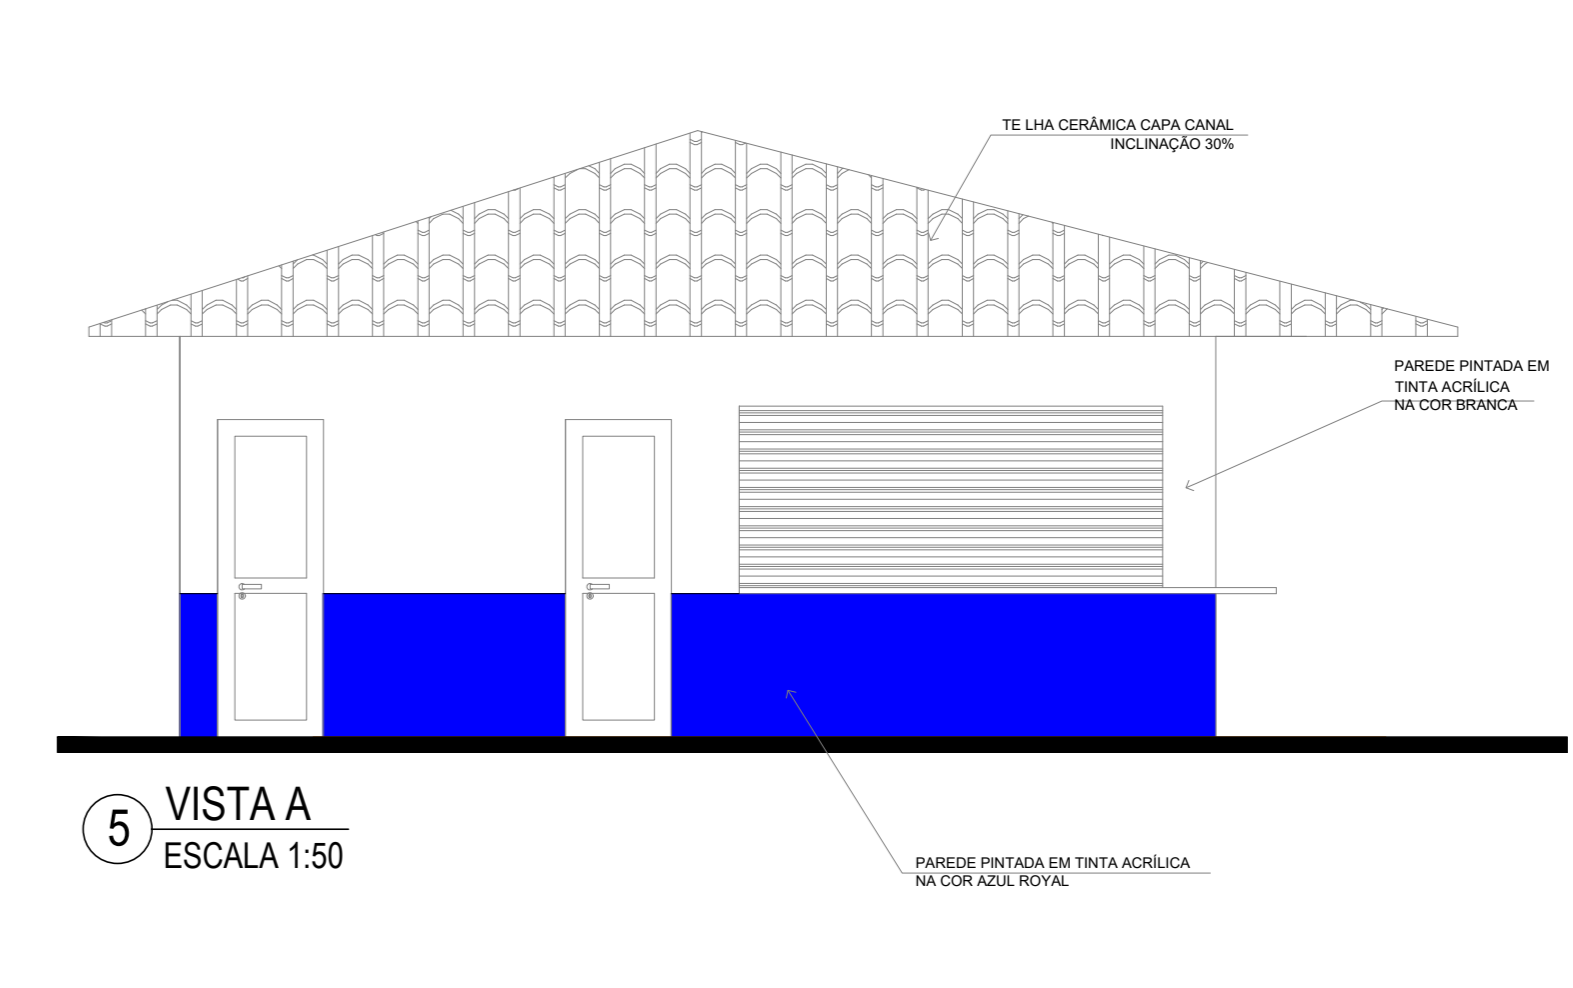 TE LHA CERÂMICA CAPA CANAL
INCLINAÇÃO 30%
PAREDE PINTADA EM
TINTA ACRÍLICA
NA COR BRANCA
5
VISTA A
ESCALA 1:50
PAREDE PINTADA EM TINTA ACRÍLICA
NA COR AZUL ROYAL